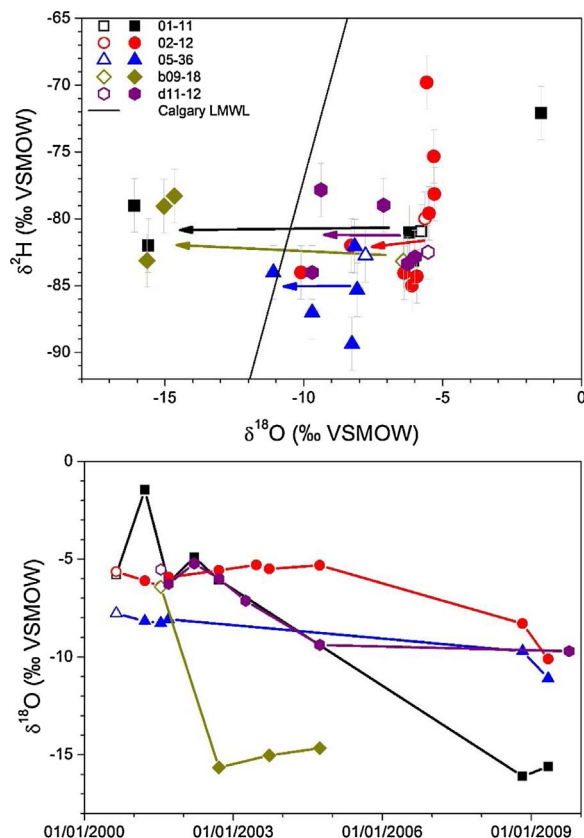 -65
-70
-75
-80
-85
-90
δ²H (‰ VSMOW)
01-11
02-12
05-36
b09-18
d11-12
Calgary LMWL
-15 -10 -5 0
δ¹⁸O (‰ VSMOW)
0
-5
-10
-15
δ¹⁸O (‰ VSMOW)
01/01/2000 01/01/2003 01/01/2006 01/01/2009